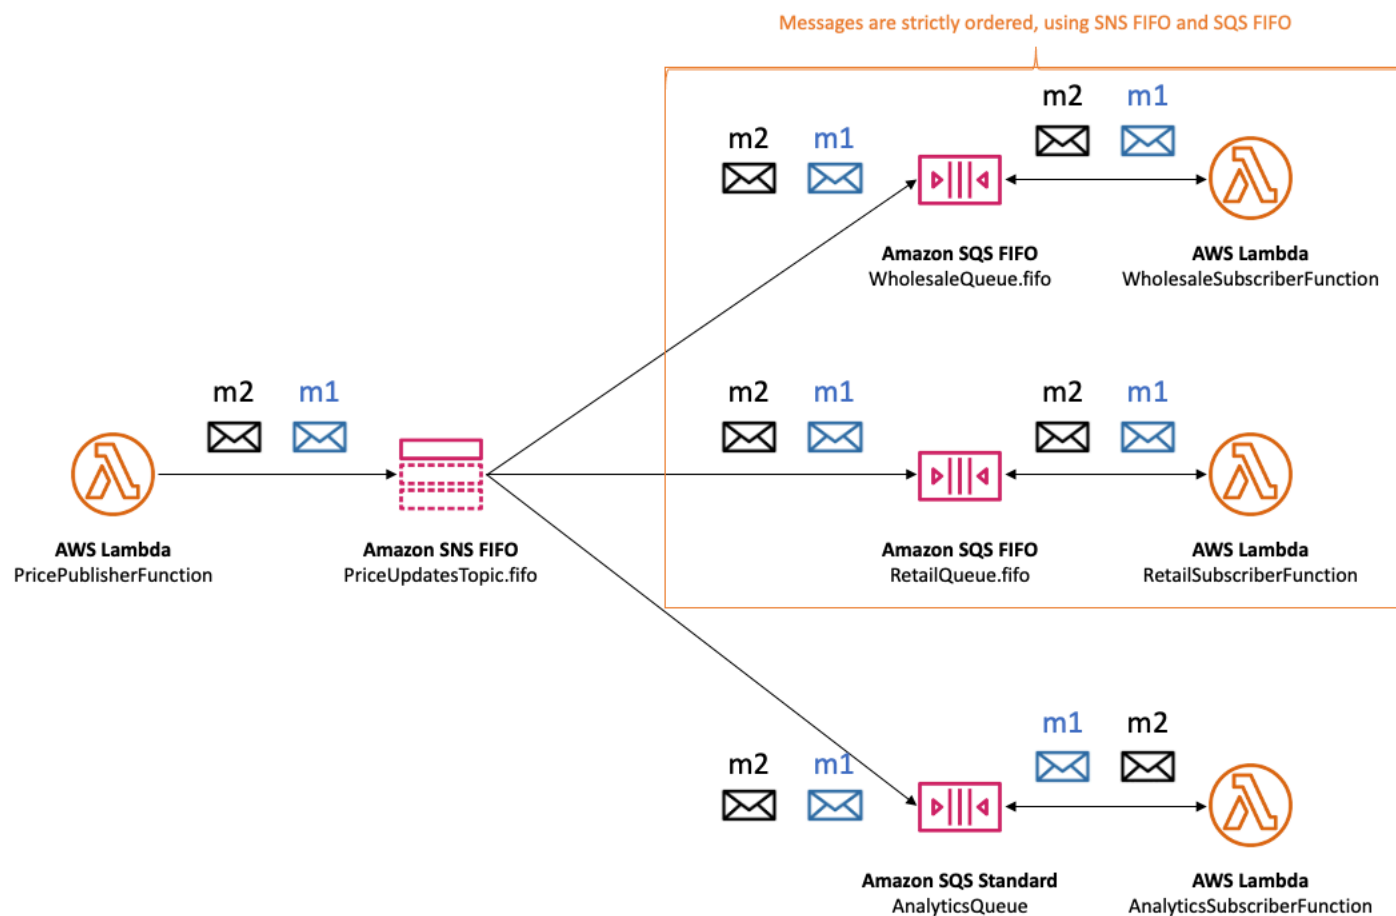 Messages are strictly ordered, using SNS FIFO and SQS FIFO
m2 m1
m2 m1
Amazon SQS FIFO
WholesaleQueue.fifo
AWS Lambda
WholesaleSubscriberFunction
m2 m1
m2 m1
m2 m1
AWS Lambda
PricePublisherFunction
Amazon SNS FIFO
PriceUpdatesTopic.fifo
Amazon SQS FIFO
RetailQueue.fifo
AWS Lambda
RetailSubscriberFunction
m2 m1
m1 m2
Amazon SQS Standard
AnalyticsQueue
AWS Lambda
AnalyticsSubscriberFunction